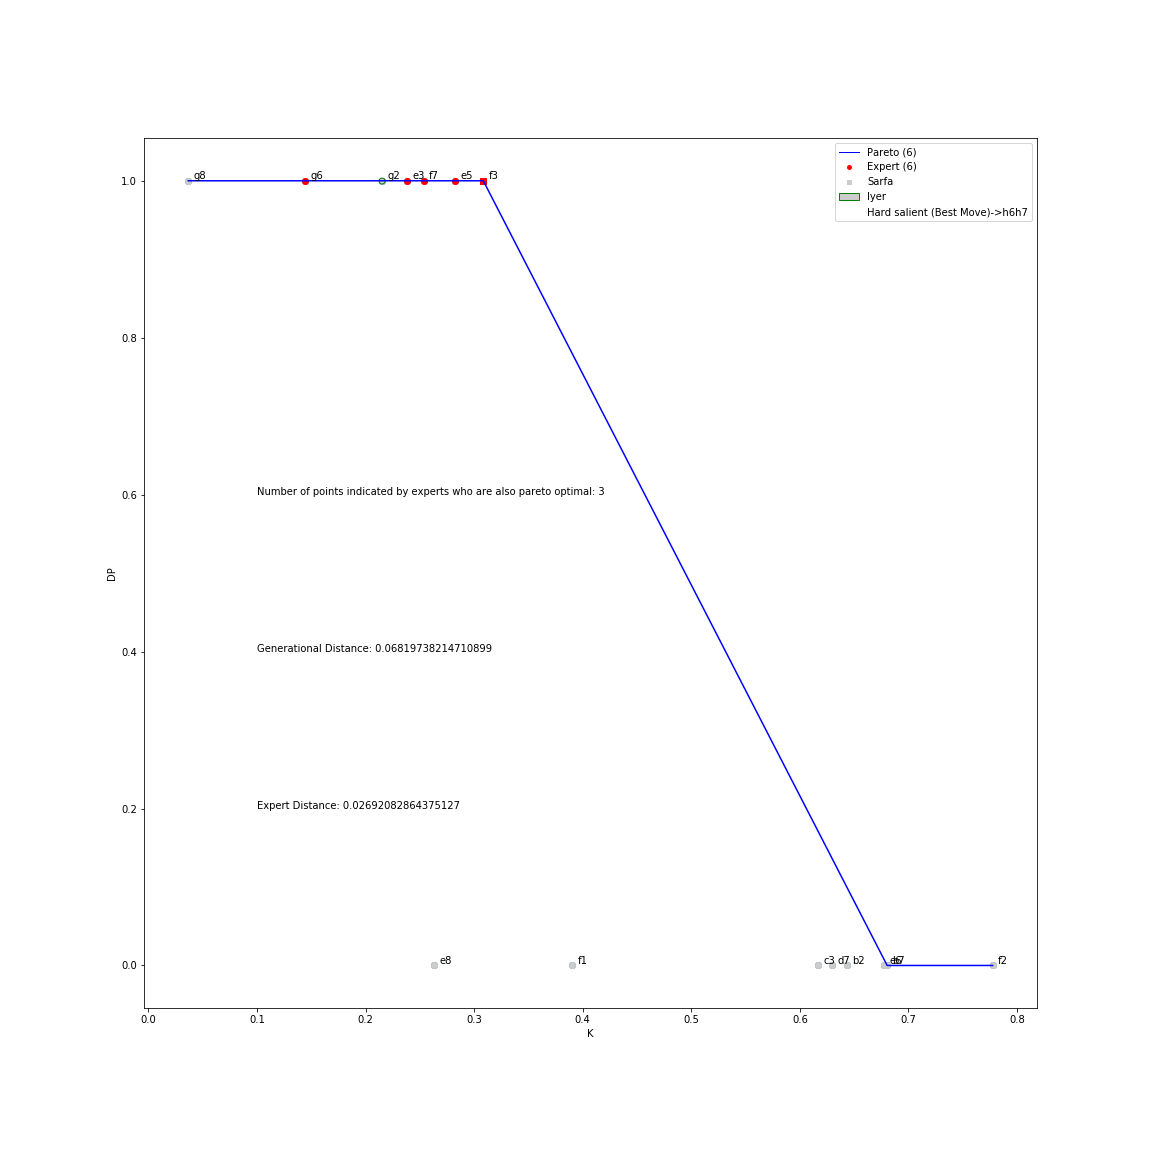 Pareto (6)
Expert (6)
Sarfa
Iyer
Hard salient (Best Move)->h6h7
g8 g6 g2 e3 f7 e5 f3
1.0
0.8
0.6
0.4
0.2
0.0
DP
Number of points indicated by experts who are also pareto optimal: 3
Generational Distance: 0.06819738214710899
Expert Distance: 0.02692082864375127
e8 f1 c3 d7 b2 f2
0.0 0.1 0.2 0.3 0.4 0.5 0.6 0.7 0.8
K